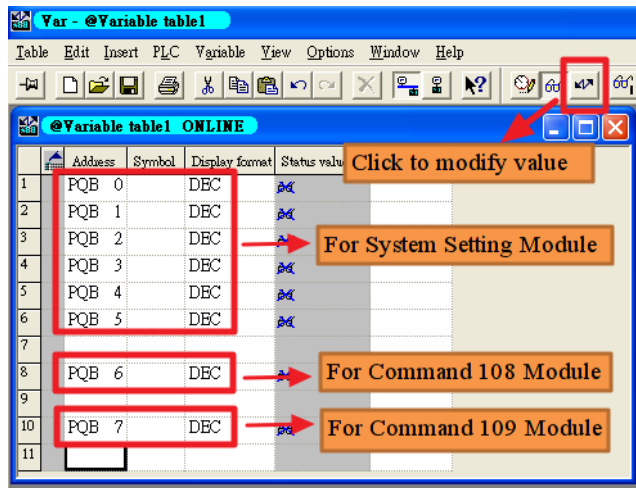 Var - @Variable table1
Table Edit Insert PLC Variable View Options Window Help
@Variable table1 ONLINE
Click to modify value
Address Symbol Display format Status valu
1 PQB 0 DEC
2 PQB 1 DEC
3 PQB 2 DEC
For System Setting Module
4 PQB 3 DEC
5 PQB 4 DEC
6 PQB 5 DEC
7
8 PQB 6 DEC For Command 108 Module
9
10 PQB 7 DEC For Command 109 Module
11